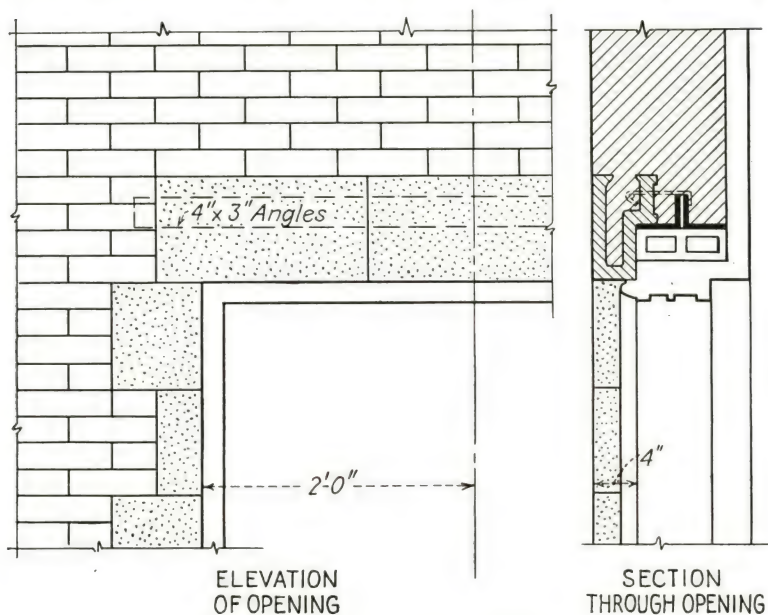 4" x 3" Angles
2'-0"
4"
ELEVATION
OF OPENING
SECTION
THROUGH OPENING